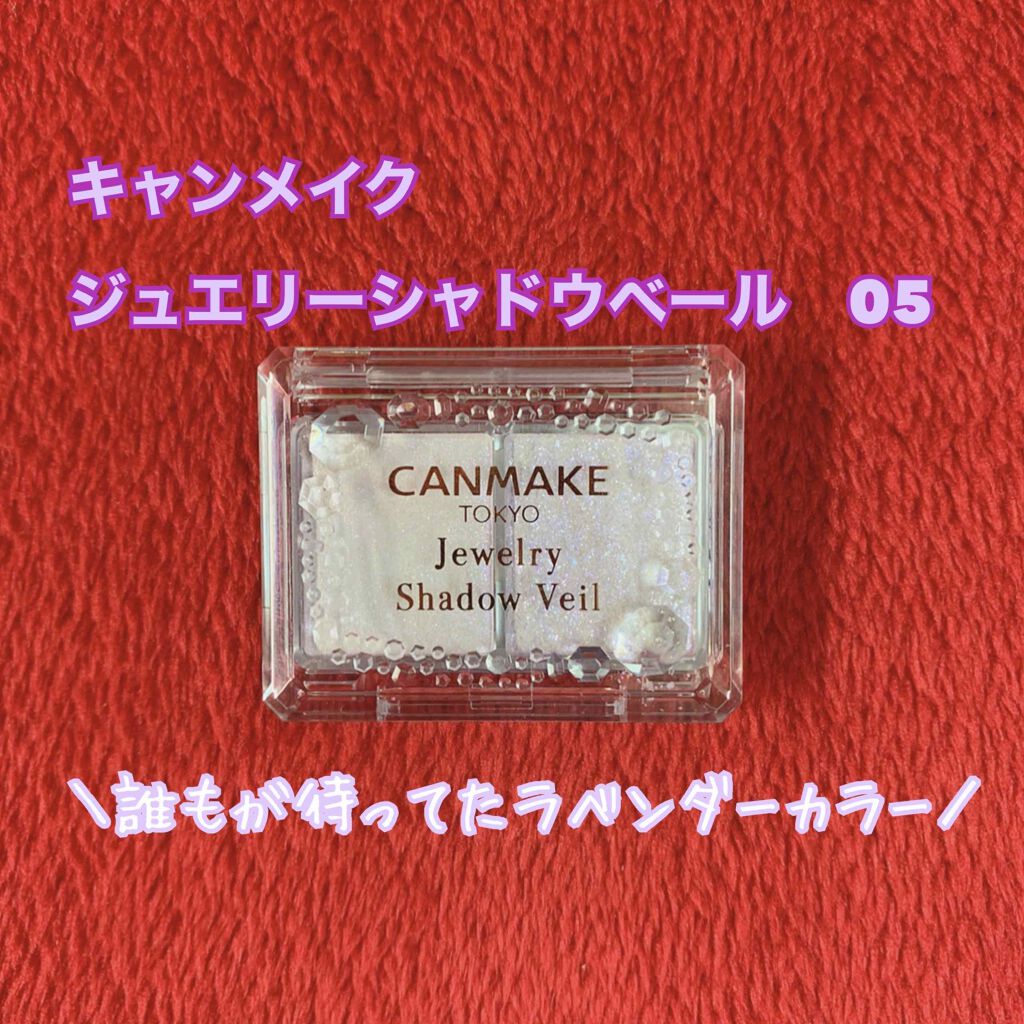 キャンメイク
ジュエリーシャドウベール　05
CANMAKE
TOKYO
Jewelry
Shadow Veil
\誰もが待ってたラベンダーカラー/